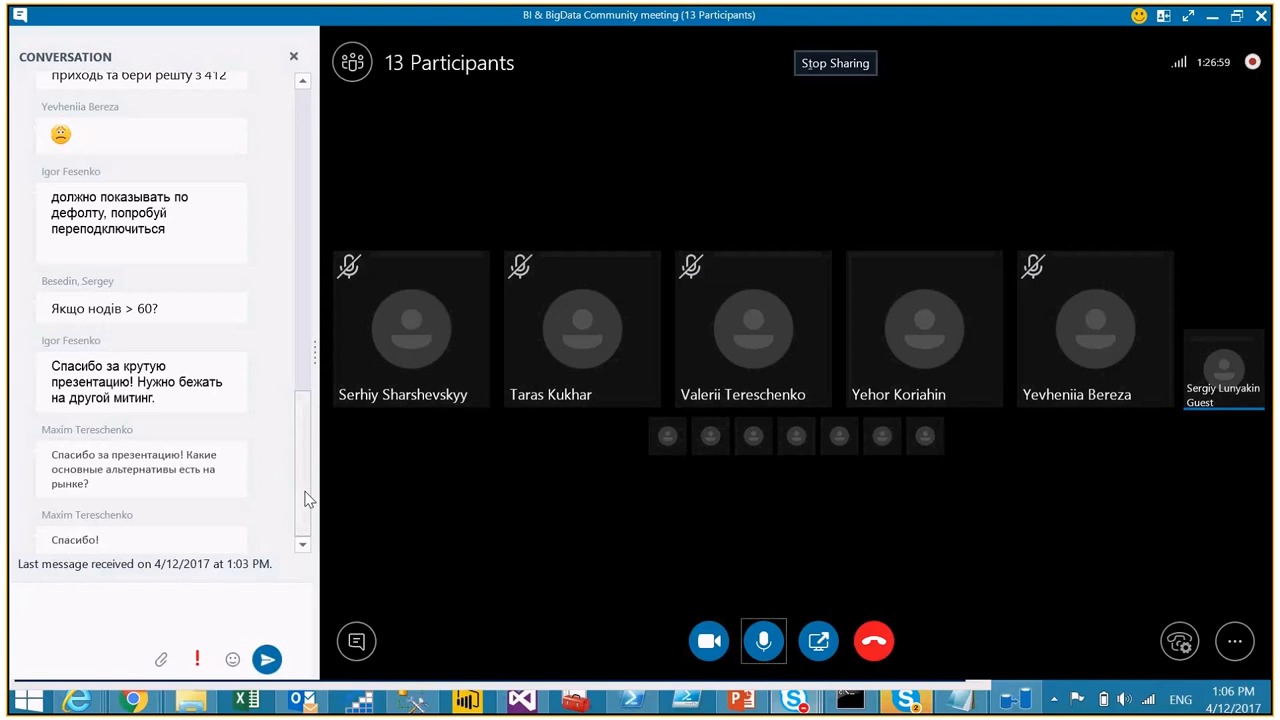 BI & BigData Community meeting (13 Participants)
CONVERSATION
приходь та бери решту з 412
Yevheniia Bereza
Igor Fesenko
должно показывать по
дефолту, попробуй
переподключиться
Besedin, Sergey
Якщо нодів > 60?
Igor Fesenko
Спасибо за крутую
презентацию! Нужно бежать
на другой митинг.
Maxim Tereschenko
Спасибо за презентацию! Какие
основные альтернативы есть на
рынке?
Maxim Tereschenko
Спасибо!
Last message received on 4/12/2017 at 1:03 PM.
13 Participants
Stop Sharing
1:26:59
Serhiy Sharshevskyy
Taras Kukhar
Valerii Tereschenko
Yehor Koriahin
Yevheniia Bereza
Sergiy Lunyakin
Guest
ENG
1:06 PM
4/12/2017